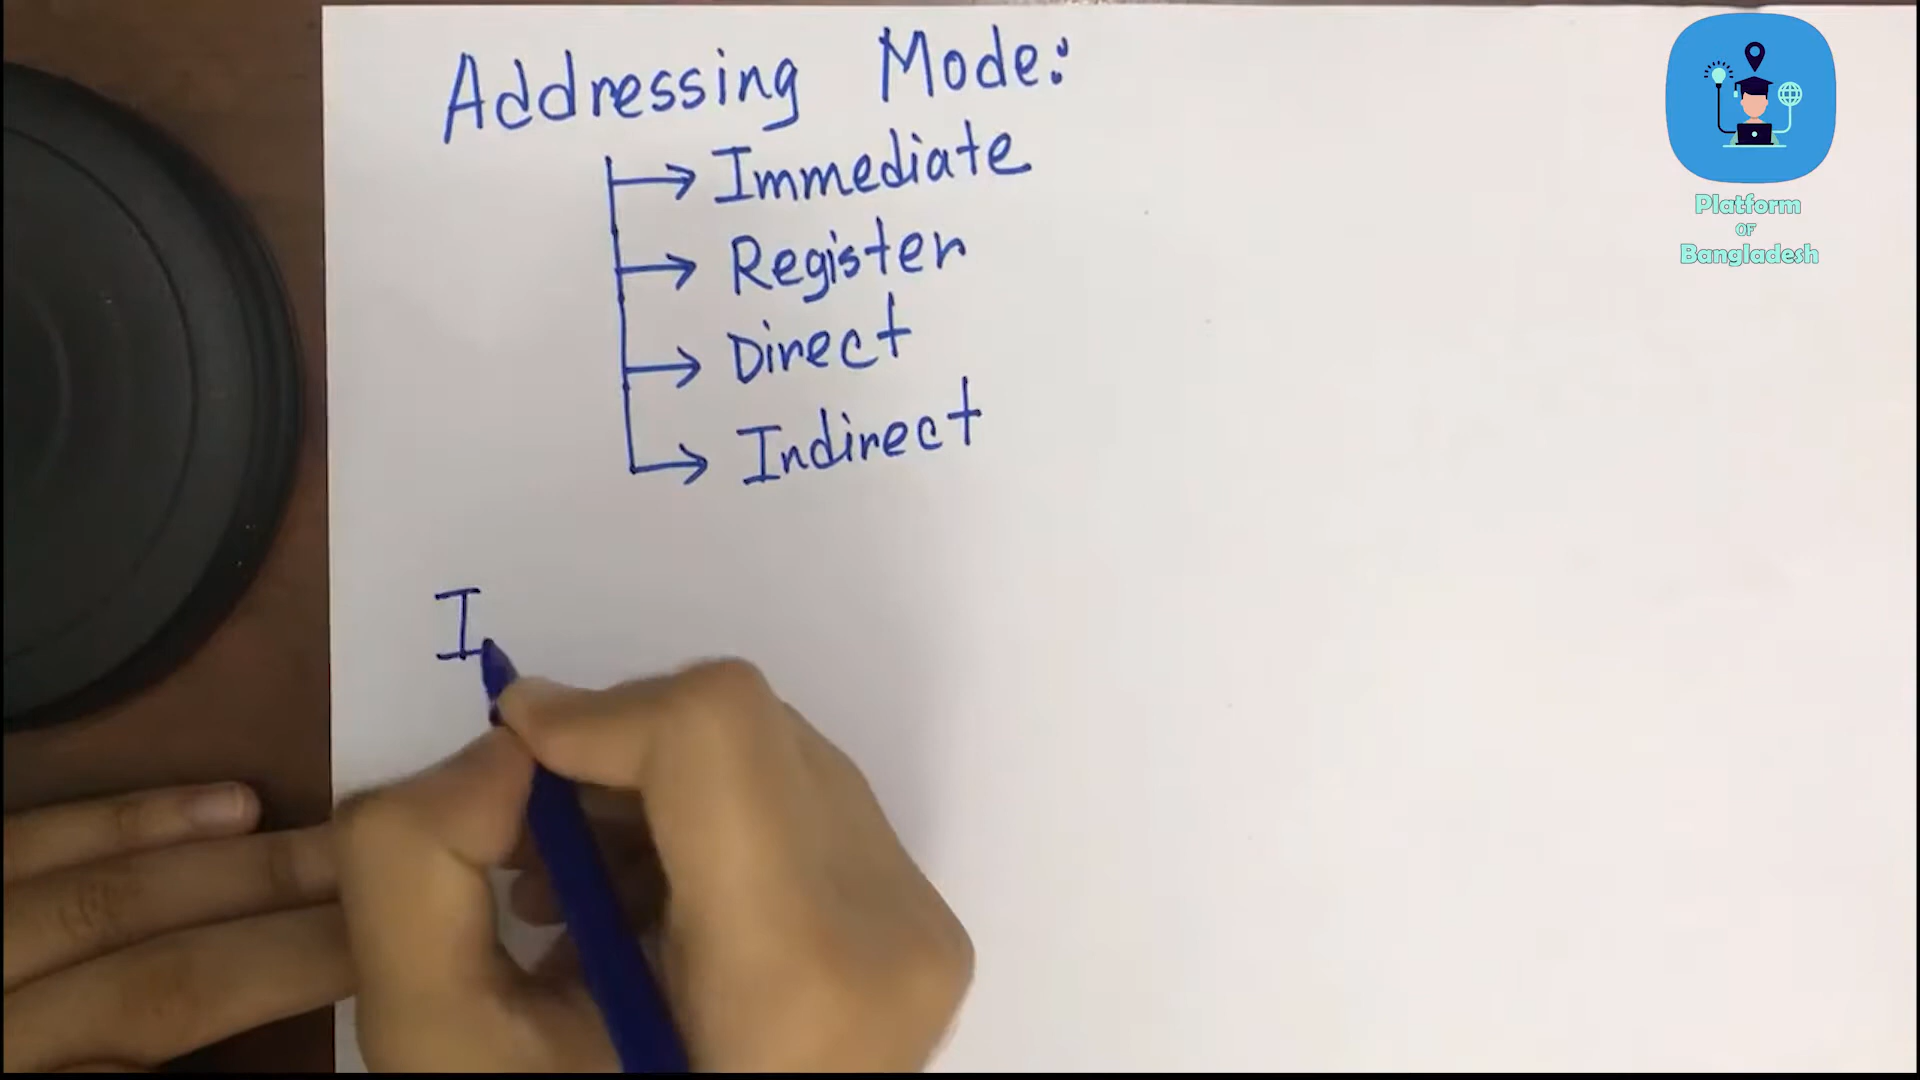 Addressing Mode:
Immediate
Register
Direct
Indirect
I
Platform
OF
Bangladesh